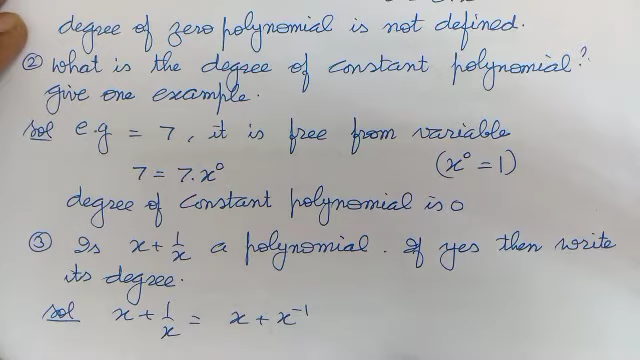 degree of zero polynomial is not defined.
② What is the degree of constant polynomial?
give one example.
sol e.g = 7, it is free from variable
7 = 7.x⁰ (x⁰ = 1)
degree of constant polynomial is 0
③ Is x + 1/x a polynomial. If yes then write
its degree.
sol x + 1/x = x + x⁻¹